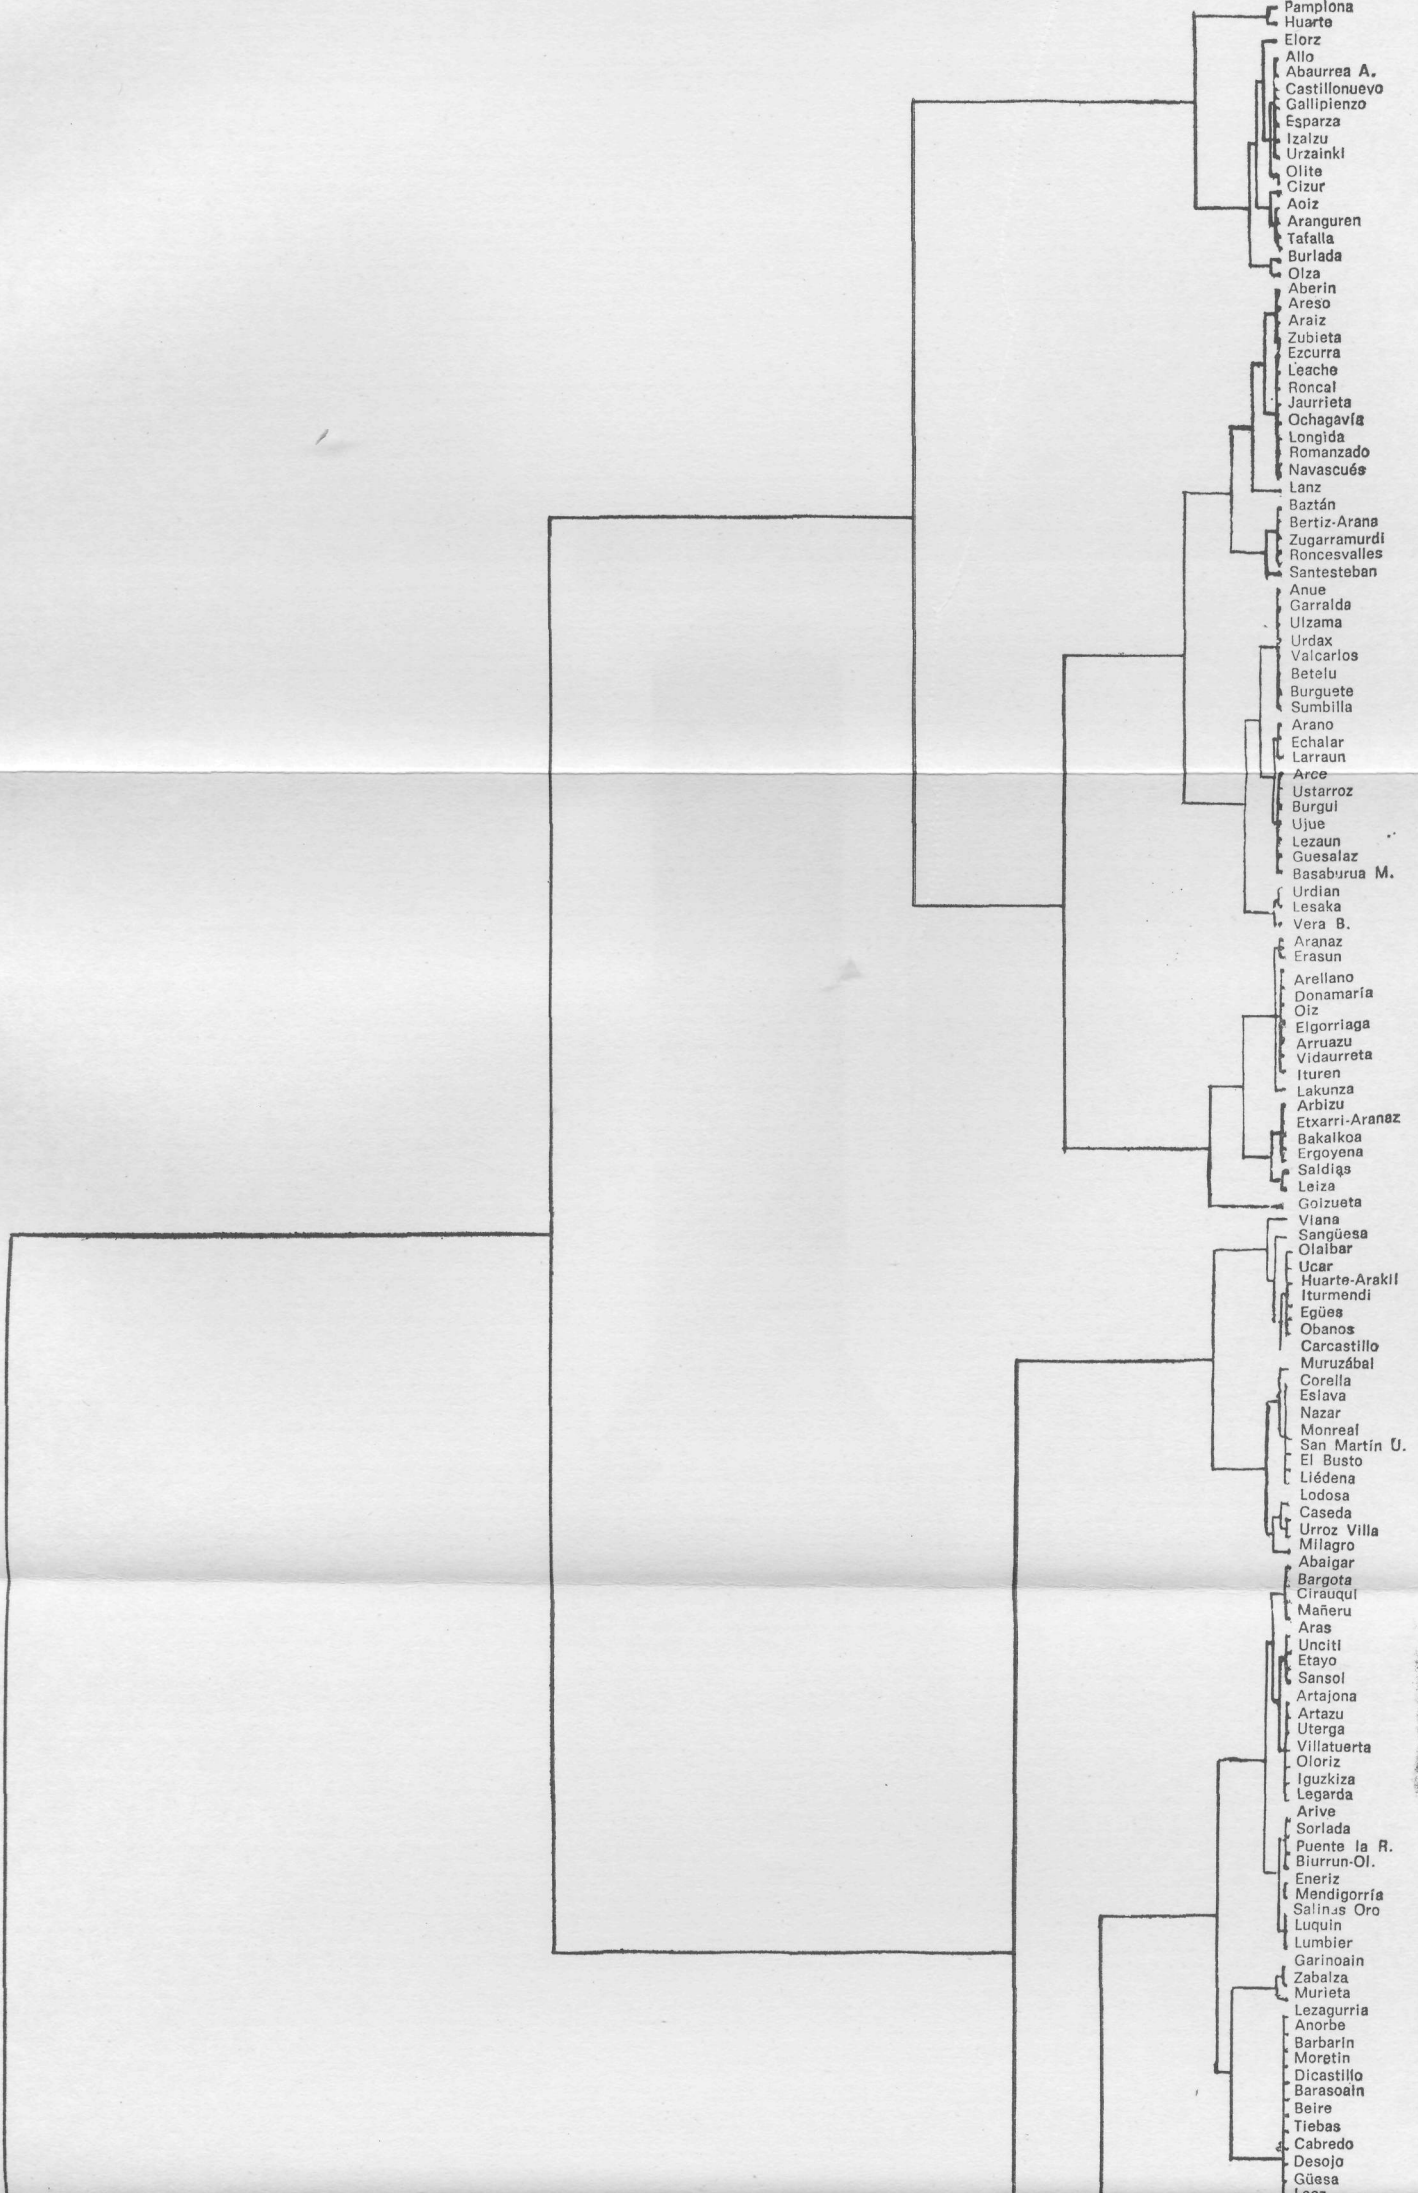 Pamplona
Huarte
Elorz
Allo
Abaurrea A.
Castillonuevo
Gallipienzo
Esparza
Izalzu
Urzainki
Olite
Cizur
Aoiz
Aranguren
Tafalla
Burlada
Olza
Aberin
Areso
Araiz
Zubieta
Ezcurra
Leache
Roncal
Jaurrieta
Ochagavía
Longida
Romanzado
Navascués
Lanz
Baztán
Bertiz-Arana
Zugarramurdi
Roncesvalles
Santesteban
Anue
Garralda
Ulzama
Urdax
Valcarlos
Betelu
Burguete
Sumbilla
Arano
Echalar
Larraun
Arce
Ustarroz
Burgui
Ujue
Lezaun
Guesalaz
Basaburua M.
Urdian
Lesaka
Vera B.
Aranaz
Erasun
Arellano
Donamaría
Oiz
Elgorriaga
Arruazu
Vidaurreta
Ituren
Lakunza
Arbizu
Etxarri-Aranaz
Bakaikoa
Ergoyena
Saldias
Leiza
Goizueta
Viana
Sangüesa
Olaibar
Ucar
Huarte-Arakil
Iturmendi
Egües
Obanos
Carcastillo
Muruzábal
Corella
Eslava
Nazar
Monreal
San Martín U.
El Busto
Liédena
Lodosa
Caseda
Urroz Villa
Milagro
Abaigar
Bargota
Cirauqui
Mañeru
Aras
Unciti
Etayo
Sansol
Artajona
Artazu
Uterga
Villatuerta
Oloriz
Iguzkiza
Legarda
Arive
Sorlada
Puente la R.
Biurrun-Ol.
Eneriz
Mendigorría
Salinas Oro
Luquin
Lumbier
Garinoain
Zabalza
Murieta
Lezagurria
Anorbe
Barbarin
Moretin
Dicastillo
Barasoain
Beire
Tiebas
Cabredo
Desojo
Güesa